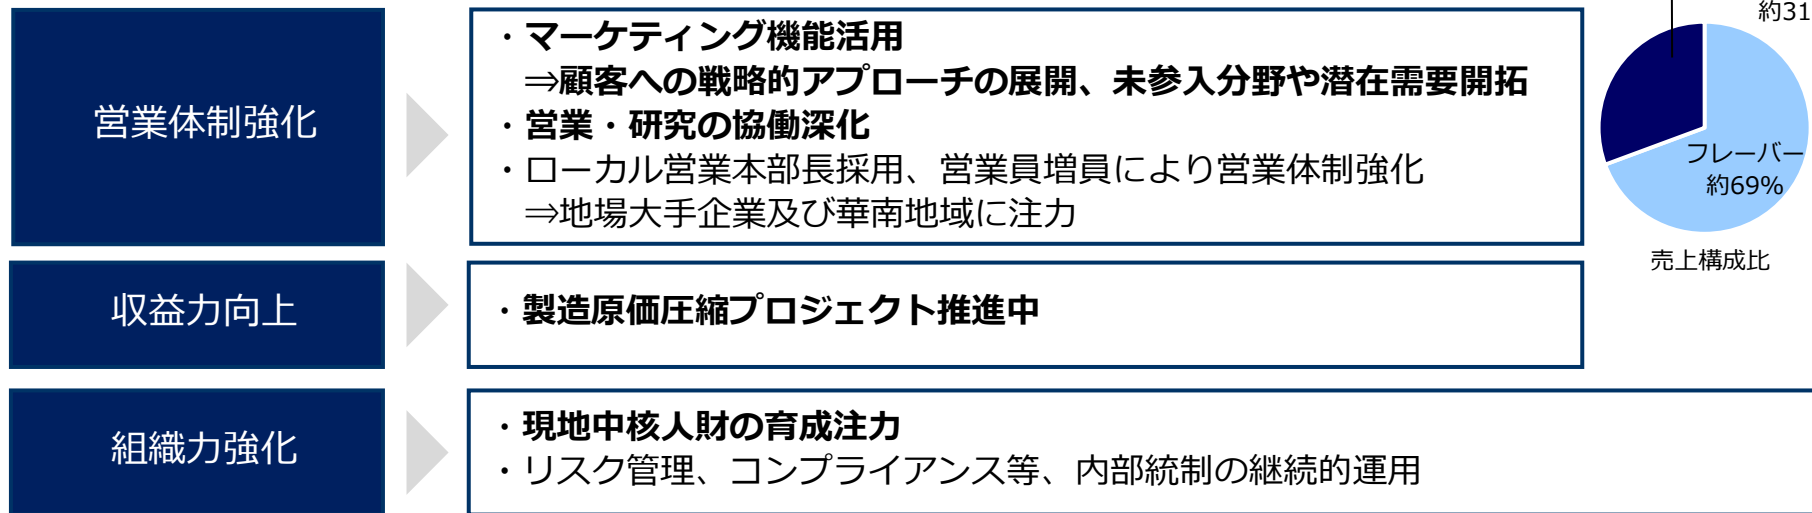 営業体制強化
・マーケティング機能活用
⇒顧客への戦略的アプローチの展開、未参入分野や潜在需要開拓
・営業・研究の協働深化
・ローカル営業本部長採用、営業員増員により営業体制強化
⇒地場大手企業及び華南地域に注力
約31
フレーバー
約69%
売上構成比
収益力向上
・製造原価圧縮プロジェクト推進中
組織力強化
・現地中核人財の育成注力
・リスク管理、コンプライアンス等、内部統制の継続的運用